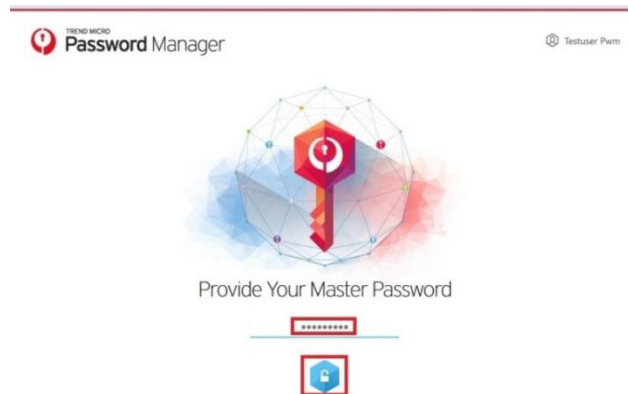 TREND MICRO
Password Manager
Testuser Pwm
Provide Your Master Password
•••••••••